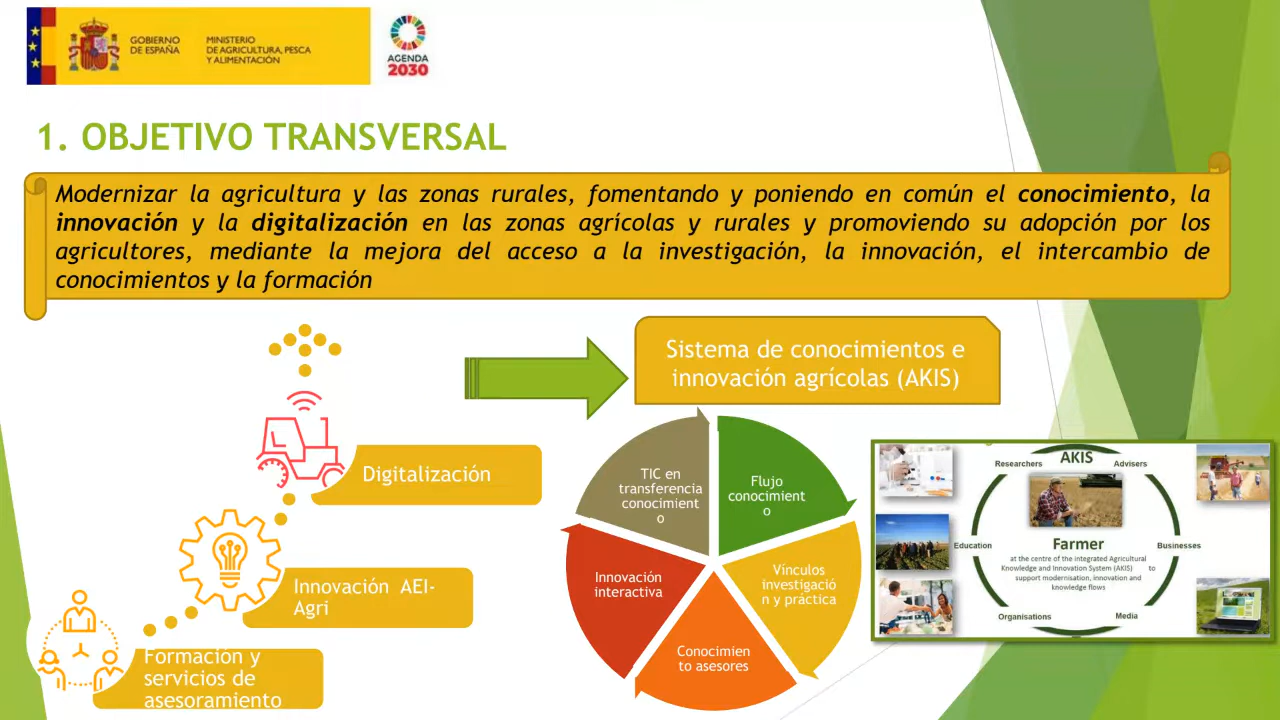 GOBIERNO
DE ESPAÑA
MINISTERIO
DE AGRICULTURA, PESCA
Y ALIMENTACIÓN
AGENDA
2030
1. OBJETIVO TRANSVERSAL
Modernizar la agricultura y las zonas rurales, fomentando y poniendo en común el conocimiento, la
innovación y la digitalización en las zonas agrícolas y rurales y promoviendo su adopción por los
agricultores, mediante la mejora del acceso a la investigación, la innovación, el intercambio de
conocimientos y la formación
Sistema de conocimientos e
innovación agrícolas (AKIS)
Digitalización
Innovación AEI-
Agri
Formación y
servicios de
asesoramiento
TIC en
transferencia
conocimient
o
Flujo
conocimient
o
Vínculos
investigació
n y práctica
Conocimien
to asesores
Innovación
interactiva
AKIS
Researchers
Advisers
Farmer
Education
Businesses
at the centre of the integrated Agricultural
Knowledge and Innovation System (AKIS) to
support modernisation, innovation and
knowledge flows
Organisations
Media